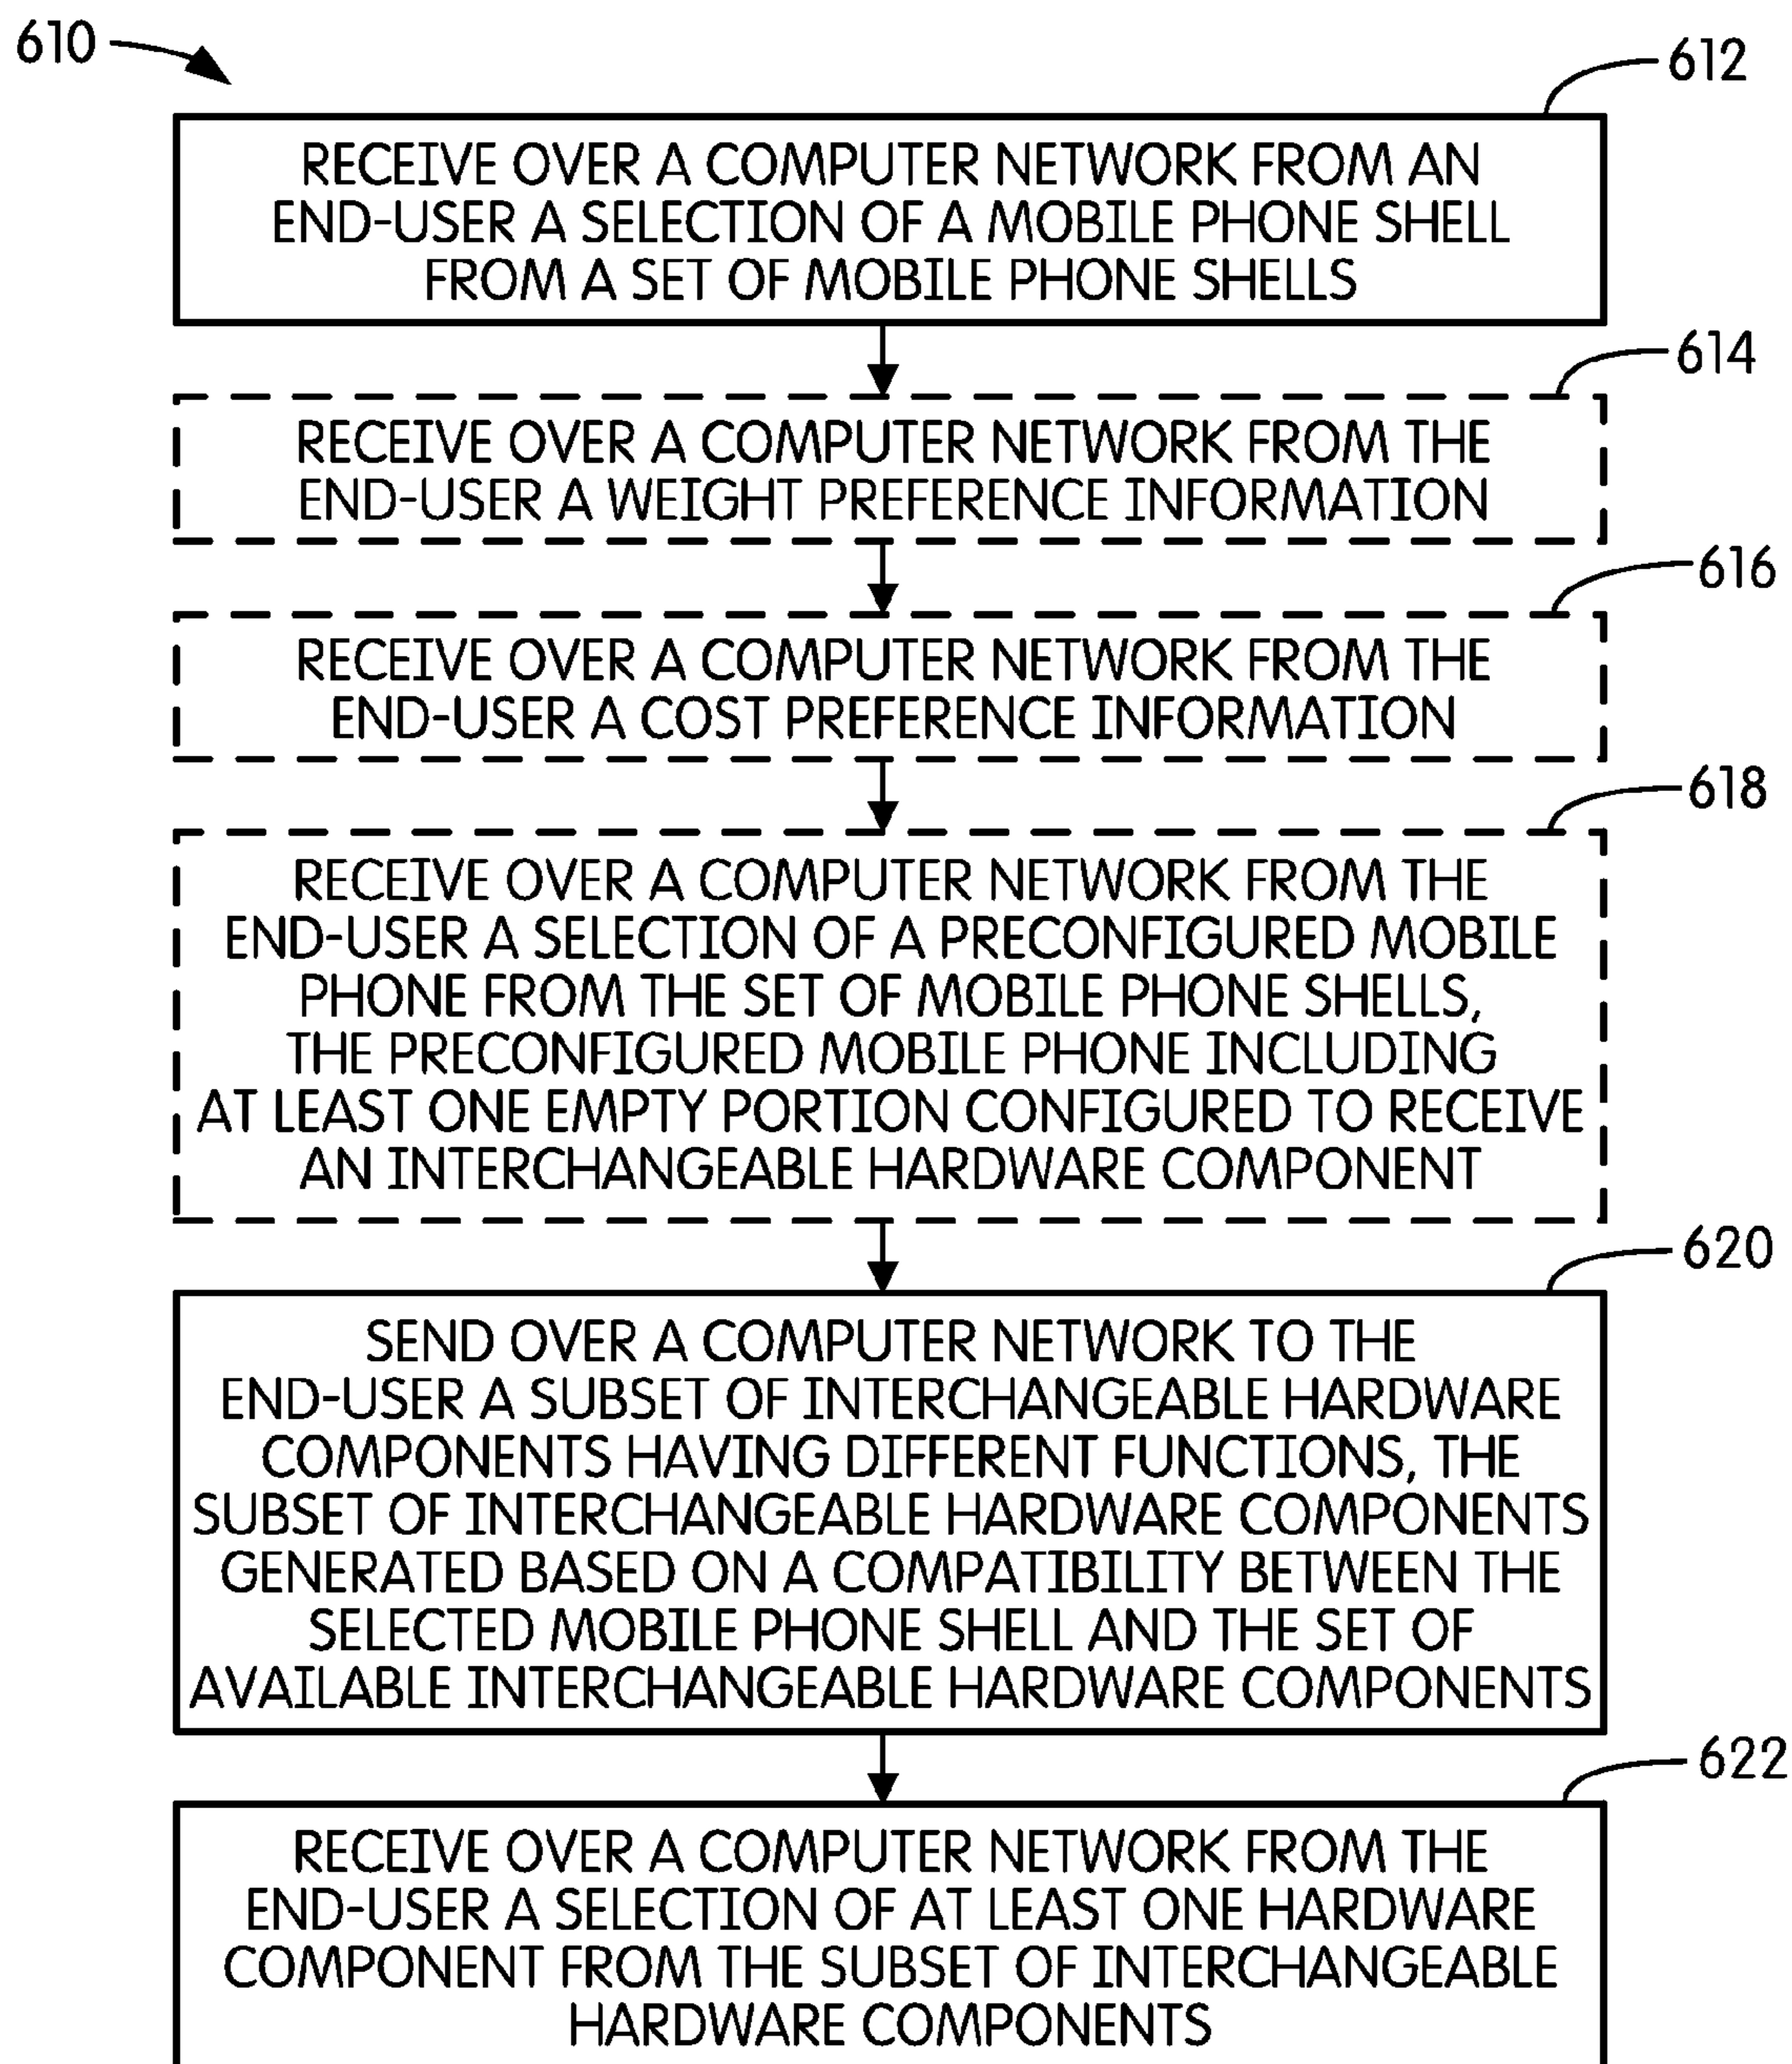 610
612
RECEIVE OVER A COMPUTER NETWORK FROM AN
END-USER A SELECTION OF A MOBILE PHONE SHELL
FROM A SET OF MOBILE PHONE SHELLS
614
RECEIVE OVER A COMPUTER NETWORK FROM THE
END-USER A WEIGHT PREFERENCE INFORMATION
616
RECEIVE OVER A COMPUTER NETWORK FROM THE
END-USER A COST PREFERENCE INFORMATION
618
RECEIVE OVER A COMPUTER NETWORK FROM THE
END-USER A SELECTION OF A PRECONFIGURED MOBILE
PHONE FROM THE SET OF MOBILE PHONE SHELLS,
THE PRECONFIGURED MOBILE PHONE INCLUDING
AT LEAST ONE EMPTY PORTION CONFIGURED TO RECEIVE
AN INTERCHANGEABLE HARDWARE COMPONENT
620
SEND OVER A COMPUTER NETWORK TO THE
END-USER A SUBSET OF INTERCHANGEABLE HARDWARE
COMPONENTS HAVING DIFFERENT FUNCTIONS, THE
SUBSET OF INTERCHANGEABLE HARDWARE COMPONENTS
GENERATED BASED ON A COMPATIBILITY BETWEEN THE
SELECTED MOBILE PHONE SHELL AND THE SET OF
AVAILABLE INTERCHANGEABLE HARDWARE COMPONENTS
622
RECEIVE OVER A COMPUTER NETWORK FROM THE
END-USER A SELECTION OF AT LEAST ONE HARDWARE
COMPONENT FROM THE SUBSET OF INTERCHANGEABLE
HARDWARE COMPONENTS